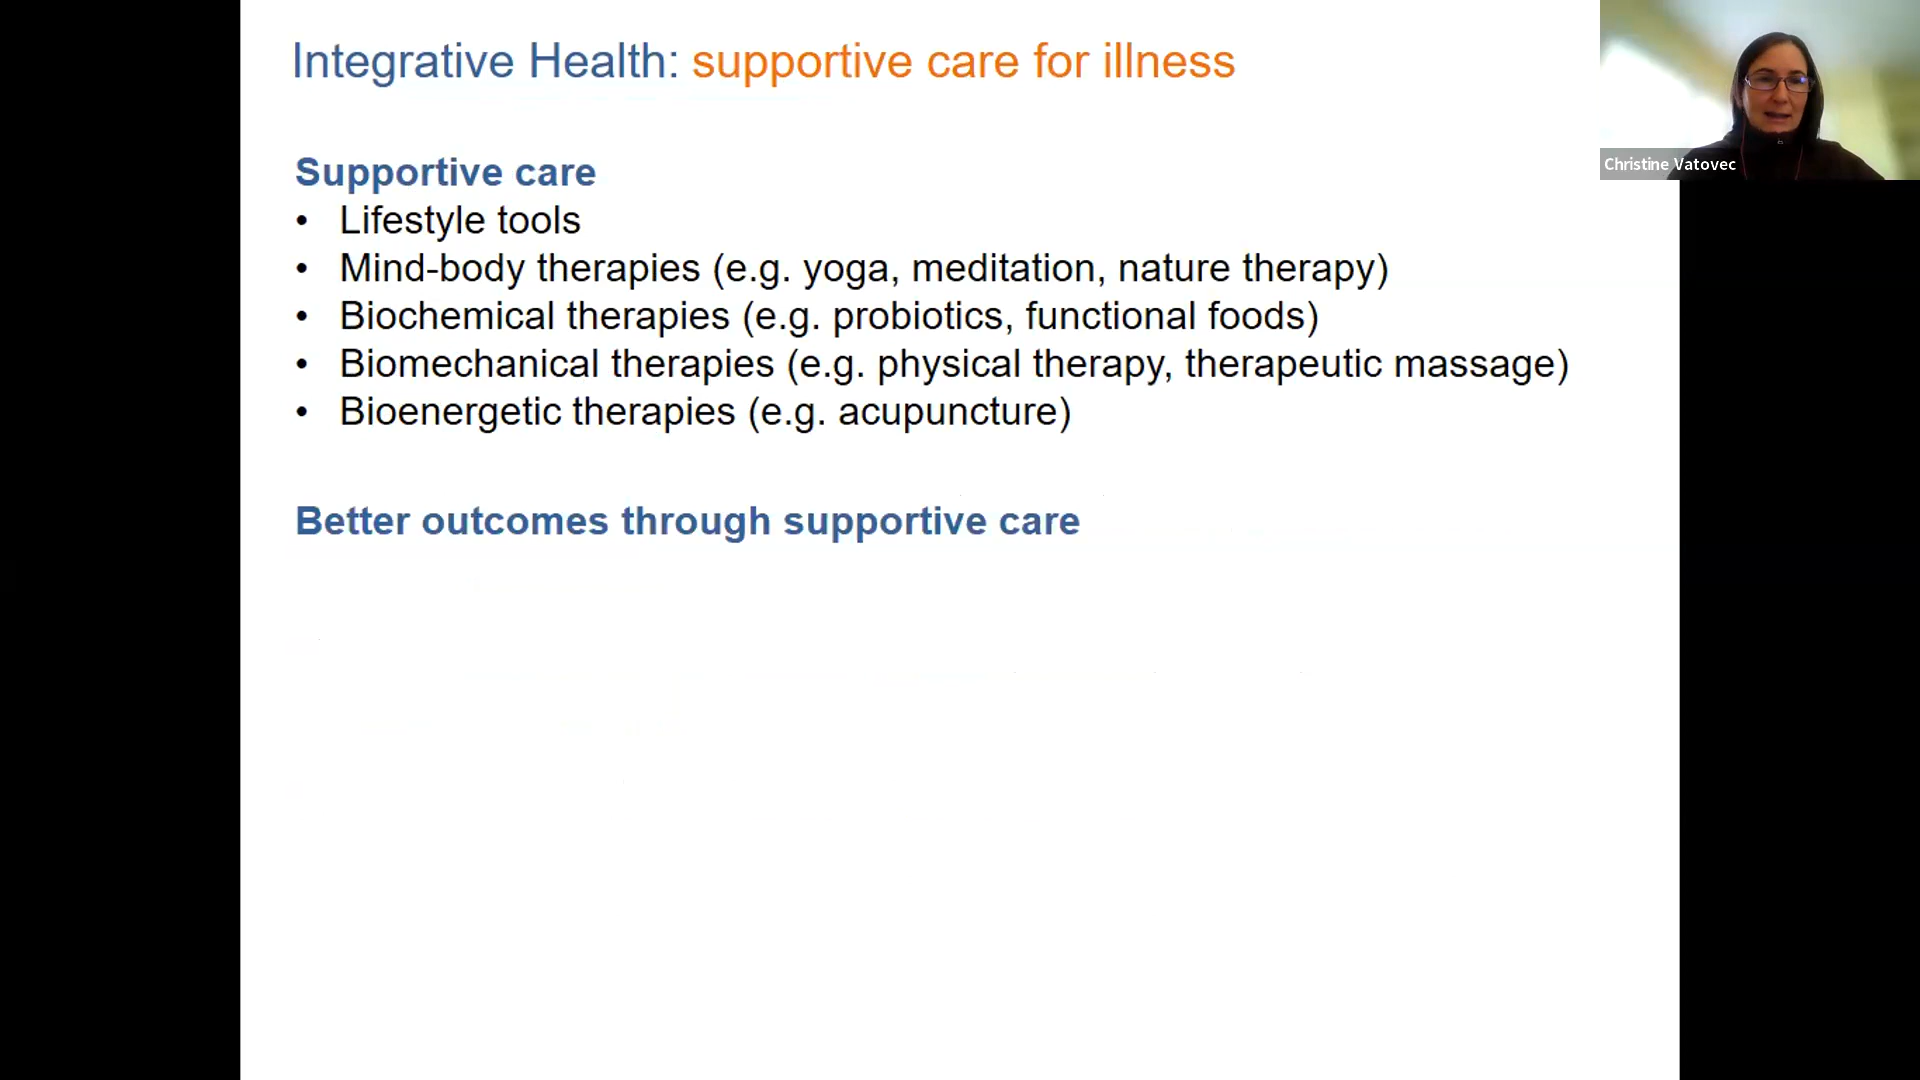 Integrative Health: supportive care for illness
Christine Vatovec
Supportive care
• Lifestyle tools
• Mind-body therapies (e.g. yoga, meditation, nature therapy)
• Biochemical therapies (e.g. probiotics, functional foods)
• Biomechanical therapies (e.g. physical therapy, therapeutic massage)
• Bioenergetic therapies (e.g. acupuncture)
Better outcomes through supportive care